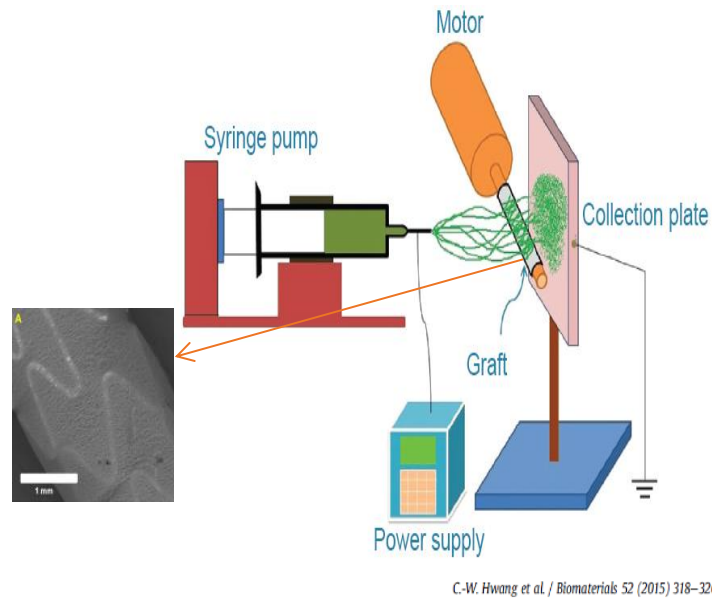 Motor
Syringe pump
Collection plate
A
Graft
1 mm
Power supply
C.-W. Hwang et al. / Biomaterials 52 (2015) 318–32